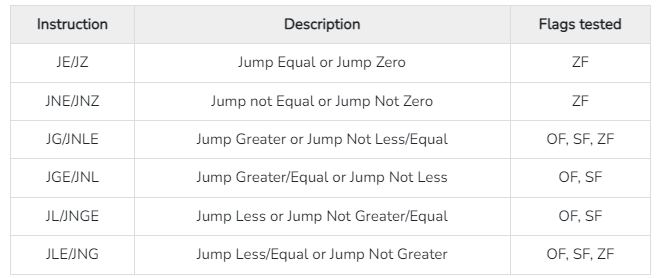 Instruction Description Flags tested
JE/JZ Jump Equal or Jump Zero ZF
JNE/JNZ Jump not Equal or Jump Not Zero ZF
JG/JNLE Jump Greater or Jump Not Less/Equal OF, SF, ZF
JGE/JNL Jump Greater/Equal or Jump Not Less OF, SF
JL/JNGE Jump Less or Jump Not Greater/Equal OF, SF
JLE/JNG Jump Less/Equal or Jump Not Greater OF, SF, ZF